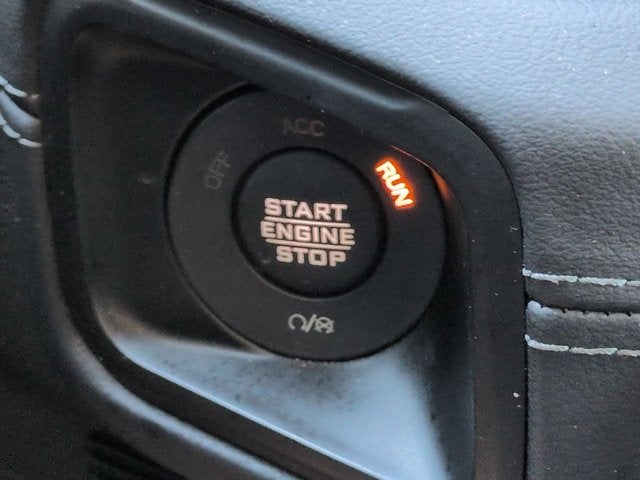 ACC
OFF
RUN
START
ENGINE
STOP